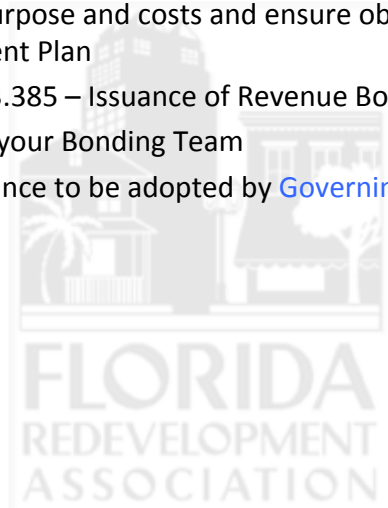 urpose and costs and ensure ob
ent Plan
.385 – Issuance of Revenue Bo
your Bonding Team
nce to be adopted by Governin
FLORIDA
REDEVELOPMENT
ASSOCIATION